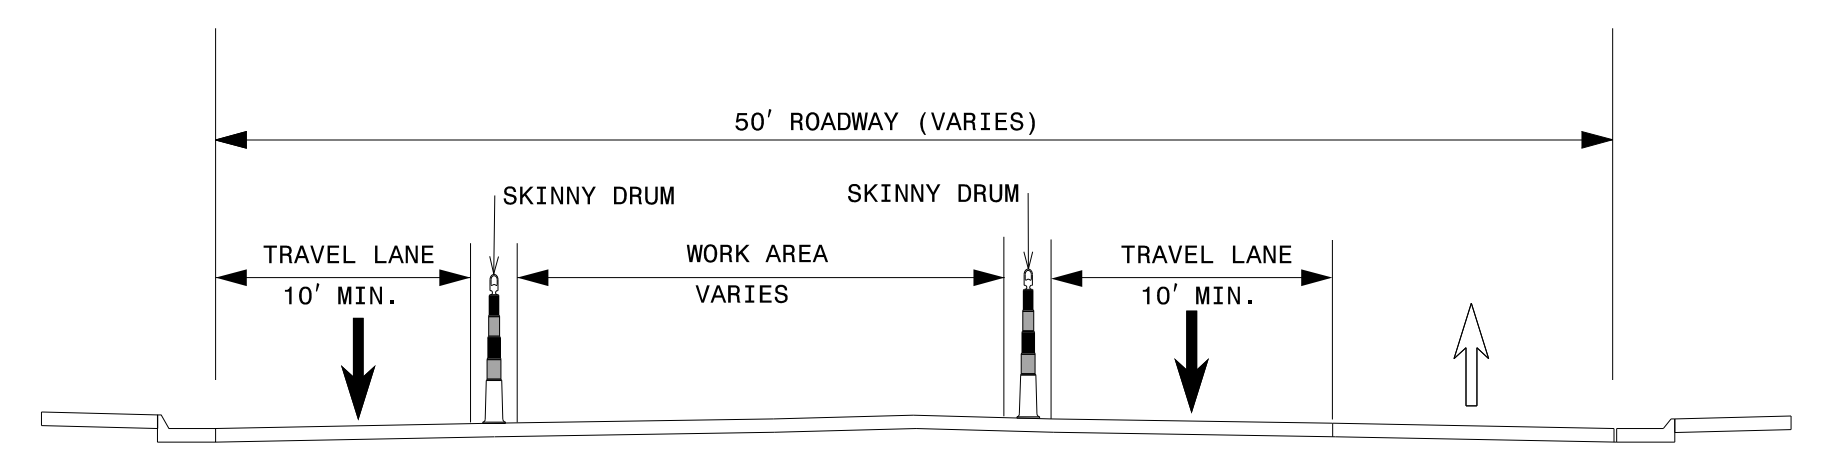 50' ROADWAY (VARIES)
SKINNY DRUM
SKINNY DRUM
TRAVEL LANE
10' MIN.
WORK AREA
VARIES
TRAVEL LANE
10' MIN.